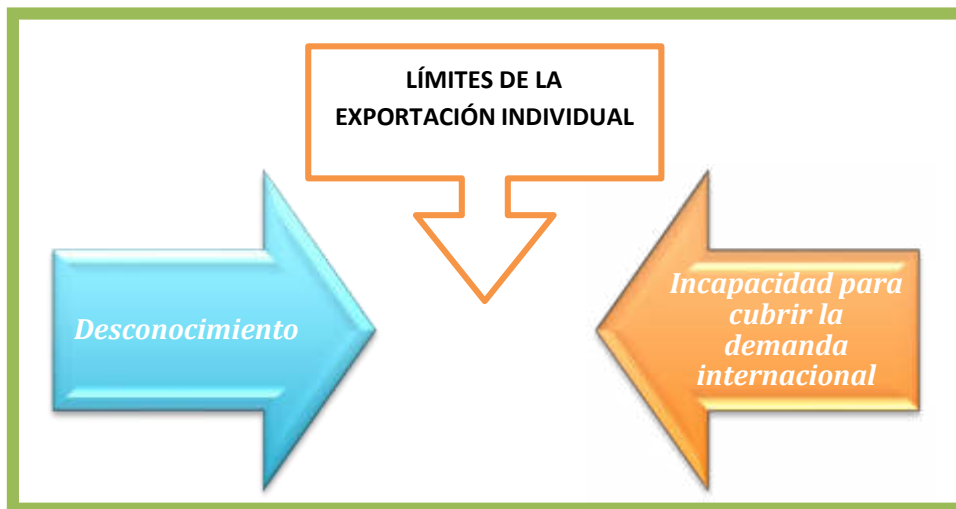 LÍMITES DE LA
EXPORTACIÓN INDIVIDUAL
Desconocimiento
Incapacidad para
cubrir la
demanda
internacional